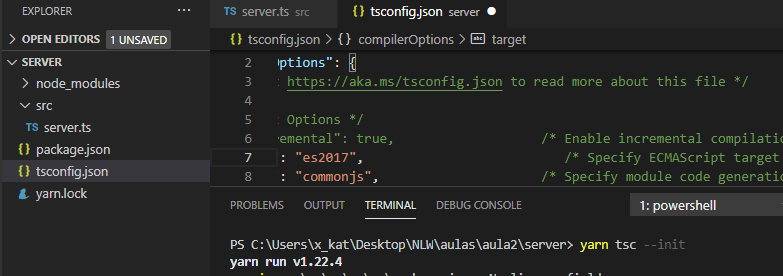 EXPLORER
OPEN EDITORS 1 UNSAVED
SERVER
node_modules
src
TS server.ts
package.json
tsconfig.json
yarn.lock
TS server.ts src
{} tsconfig.json server
{} tsconfig.json > {} compilerOptions > abc target
2 Options": {
3 https://aka.ms/tsconfig.json to read more about this file */
4
5 Options */
6 remental": true, /* Enable incremental compilatio
7 : "es2017", /* Specify ECMAScript target
8 : "commonjs", /* Specify module code generatio
PROBLEMS OUTPUT TERMINAL DEBUG CONSOLE 1: powershell
PS C:\Users\x_kat\Desktop\NLW\aulas\aula2\server> yarn tsc --init
yarn run v1.22.4